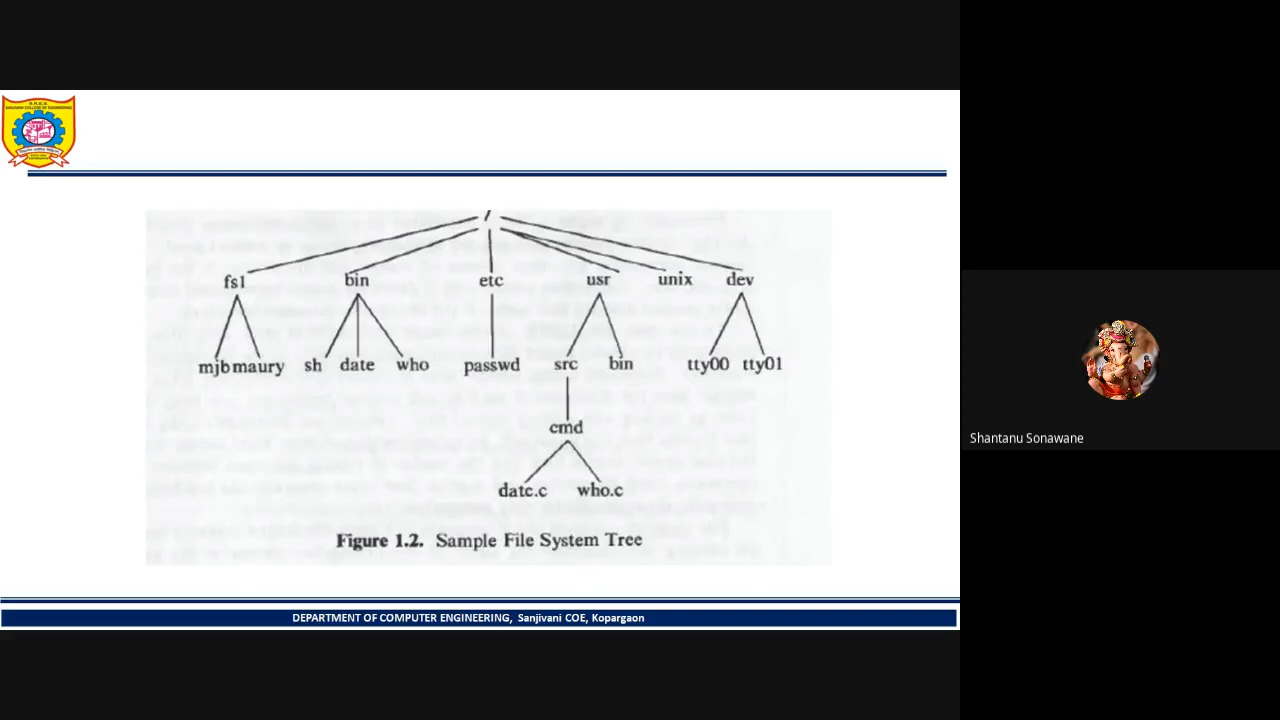 /
fs1 bin etc usr unix dev
mjb maury sh date who passwd src bin tty00 tty01
cmd
date.c who.c
Figure 1.2. Sample File System Tree
Shantanu Sonawane
DEPARTMENT OF COMPUTER ENGINEERING, Sanjivani COE, Kopargaon